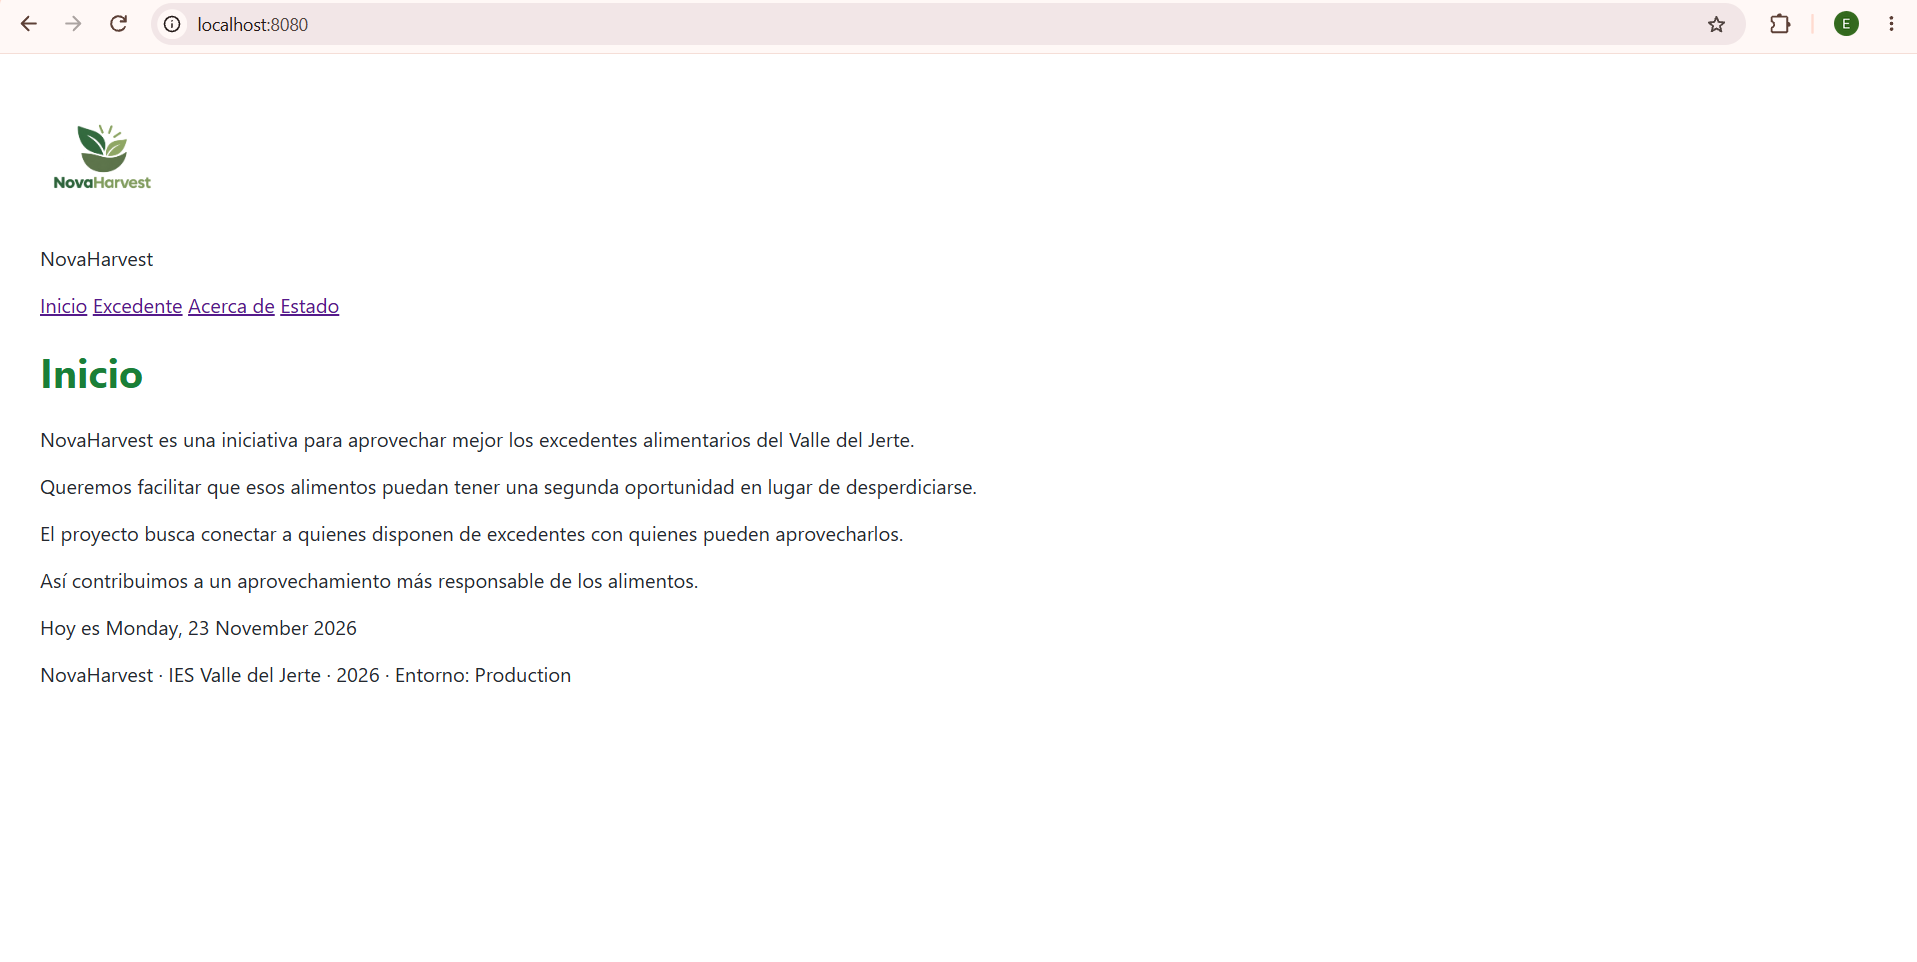 localhost:8080
E
NovaHarvest
NovaHarvest
Inicio Excedente Acerca de Estado
Inicio
NovaHarvest es una iniciativa para aprovechar mejor los excedentes alimentarios del Valle del Jerte.
Queremos facilitar que esos alimentos puedan tener una segunda oportunidad en lugar de desperdiciarse.
El proyecto busca conectar a quienes disponen de excedentes con quienes pueden aprovecharlos.
Así contribuimos a un aprovechamiento más responsable de los alimentos.
Hoy es Monday, 23 November 2026
NovaHarvest · IES Valle del Jerte · 2026 · Entorno: Production